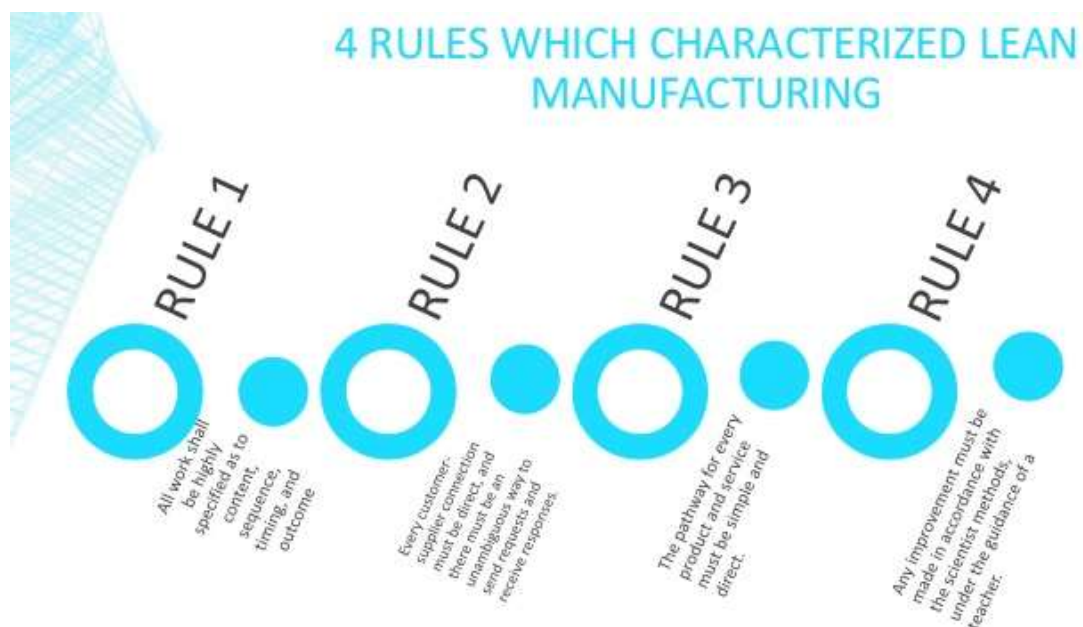 4 RULES WHICH CHARACTERIZED LEAN
MANUFACTURING
RULE 1
All work shall
be highly
specified as to
content,
sequence,
timing, and
outcome
RULE 2
Every customer-
supplier connection
must be direct, and
there must be an
unambiguous way to
send requests and
receive responses.
RULE 3
The pathway for every
product and service
must be simple and
direct.
RULE 4
Any improvement must be
made in accordance with
the scientist methods,
under the guidance of a
teacher.